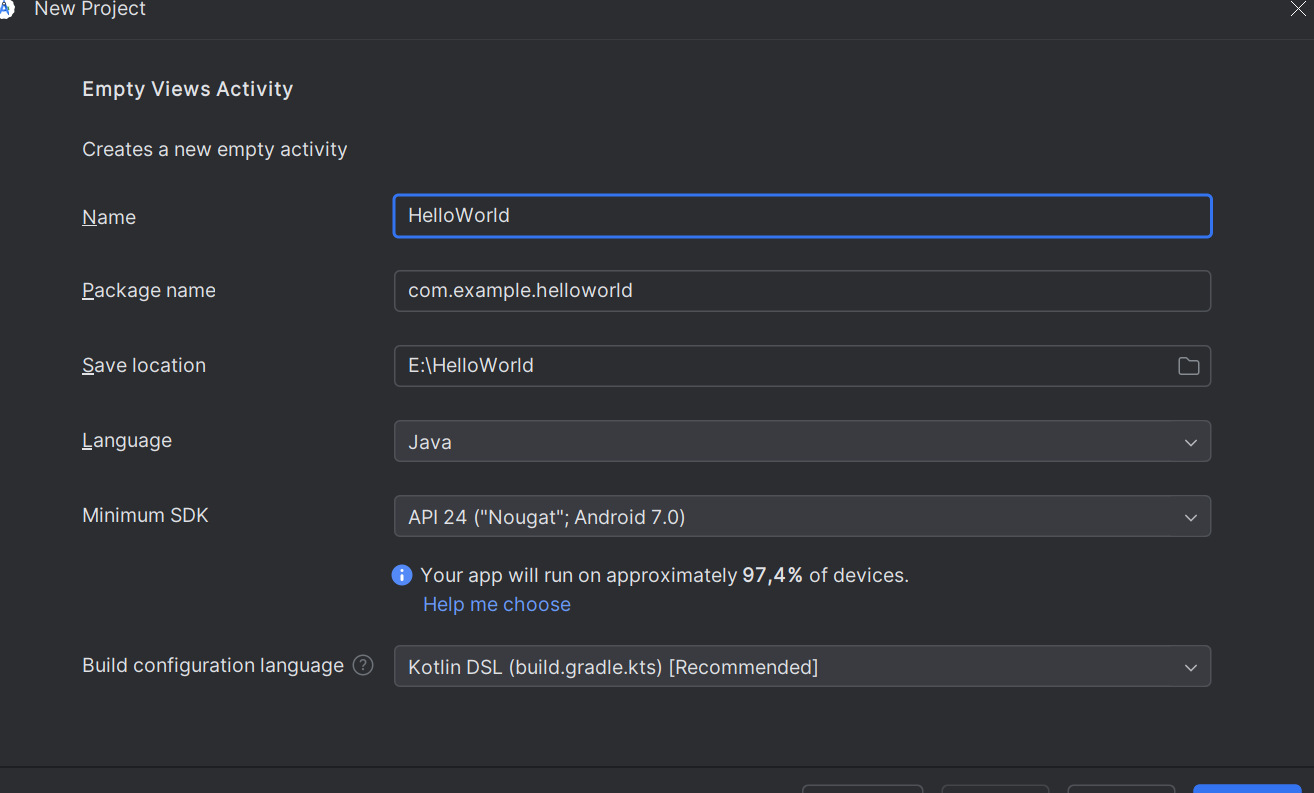 New Project
Empty Views Activity
Creates a new empty activity
Name HelloWorld
Package name com.example.helloworld
Save location E:\HelloWorld
Language Java
Minimum SDK API 24 ("Nougat"; Android 7.0)
Your app will run on approximately 97,4% of devices.
Help me choose
Build configuration language ? Kotlin DSL (build.gradle.kts) [Recommended]